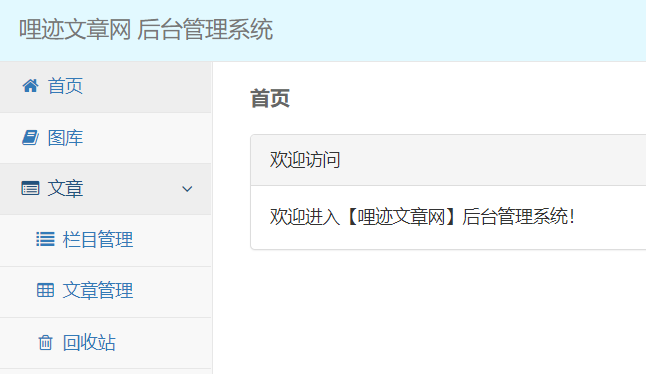 哩迹文章网 后台管理系统
首页
图库
文章
栏目管理
文章管理
回收站
首页
欢迎访问
欢迎进入【哩迹文章网】后台管理系统！